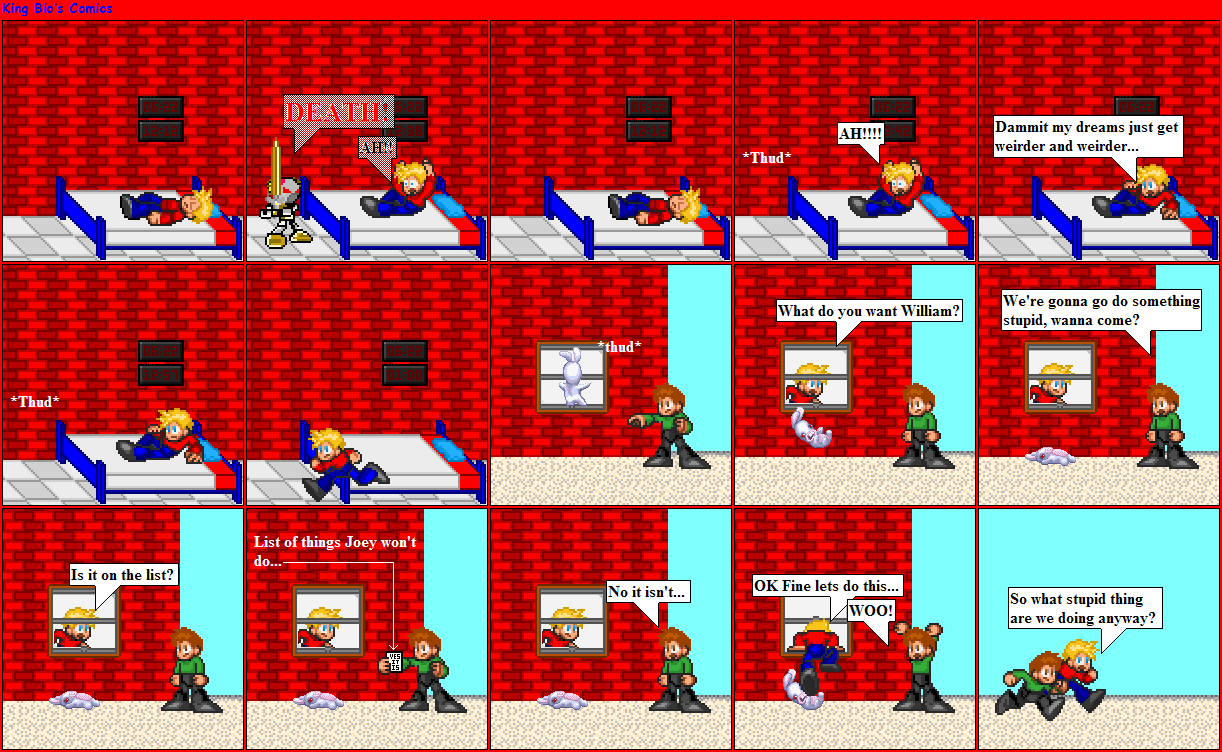 King Bio's Comics
DEATH!
AH!!
*Thud*
AH!!!!
Dammit my dreams just get
weirder and weirder...
*Thud*
*thud*
What do you want William?
We're gonna go do something
stupid, wanna come?
Is it on the list?
List of things Joey won't
do...
YES
IT
IS
No it isn't...
OK Fine lets do this...
WOO!
So what stupid thing
are we doing anyway?